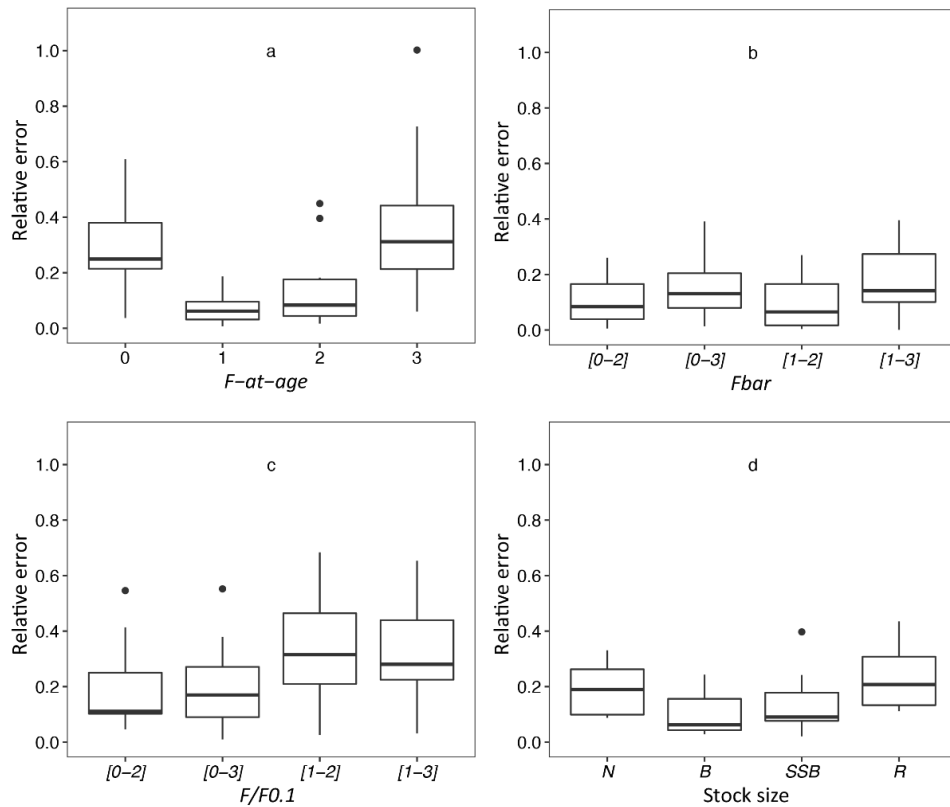 a
1.0
0.8
0.6
0.4
0.2
0.0
Relative error
0 1 2 3
F-at-age
b
1.0
0.8
0.6
0.4
0.2
0.0
Relative error
[0-2] [0-3] [1-2] [1-3]
Fbar
c
1.0
0.8
0.6
0.4
0.2
0.0
Relative error
[0-2] [0-3] [1-2] [1-3]
F/F0.1
d
1.0
0.8
0.6
0.4
0.2
0.0
Relative error
N B SSB R
Stock size